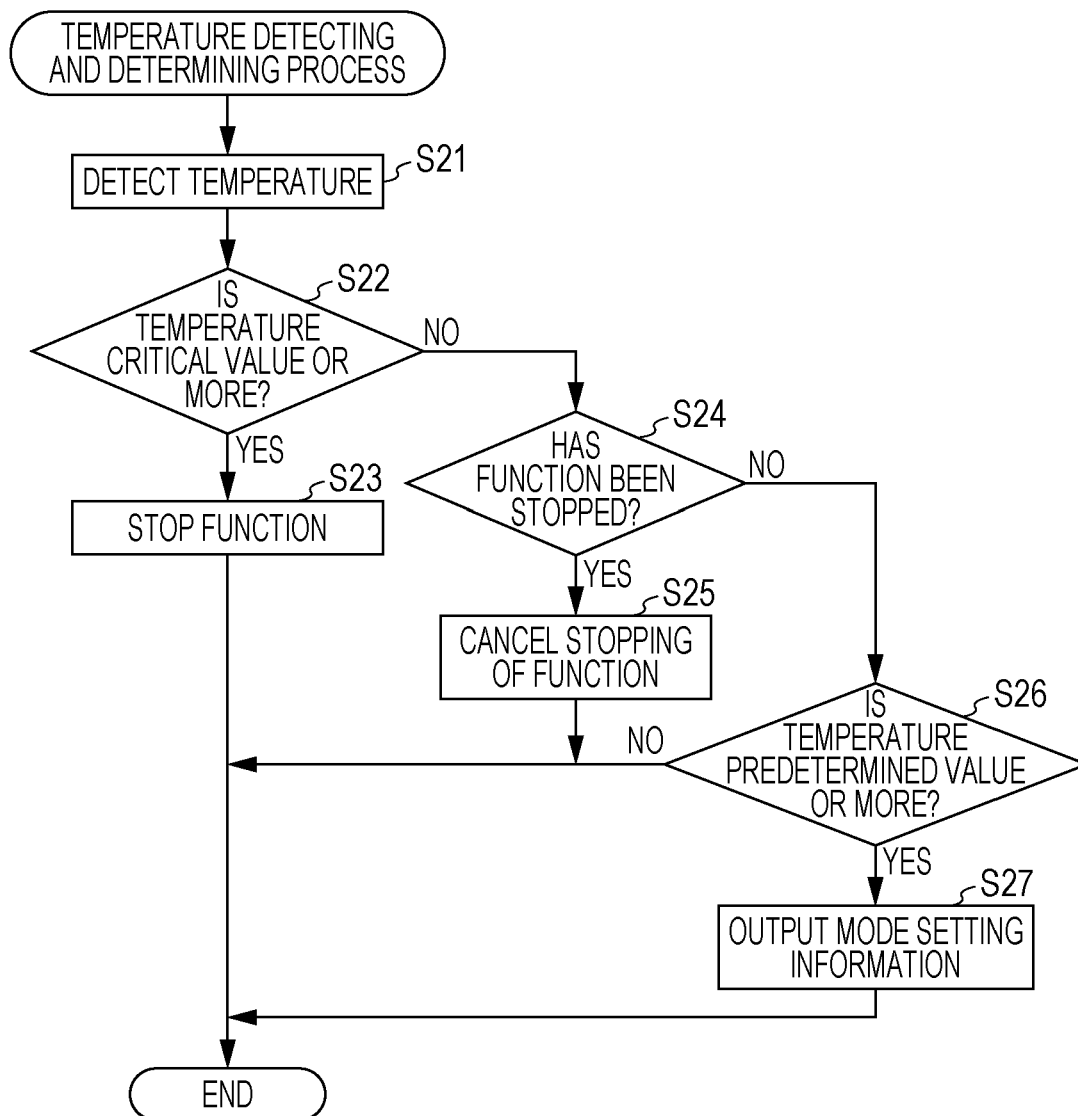 TEMPERATURE DETECTING
AND DETERMINING PROCESS
S21
DETECT TEMPERATURE
S22
IS
TEMPERATURE
CRITICAL VALUE OR
MORE?
NO
YES
S23
STOP FUNCTION
S24
HAS
FUNCTION BEEN
STOPPED?
NO
YES
S25
CANCEL STOPPING
OF FUNCTION
S26
IS
TEMPERATURE
PREDETERMINED VALUE
OR MORE?
NO
YES
S27
OUTPUT MODE SETTING
INFORMATION
END